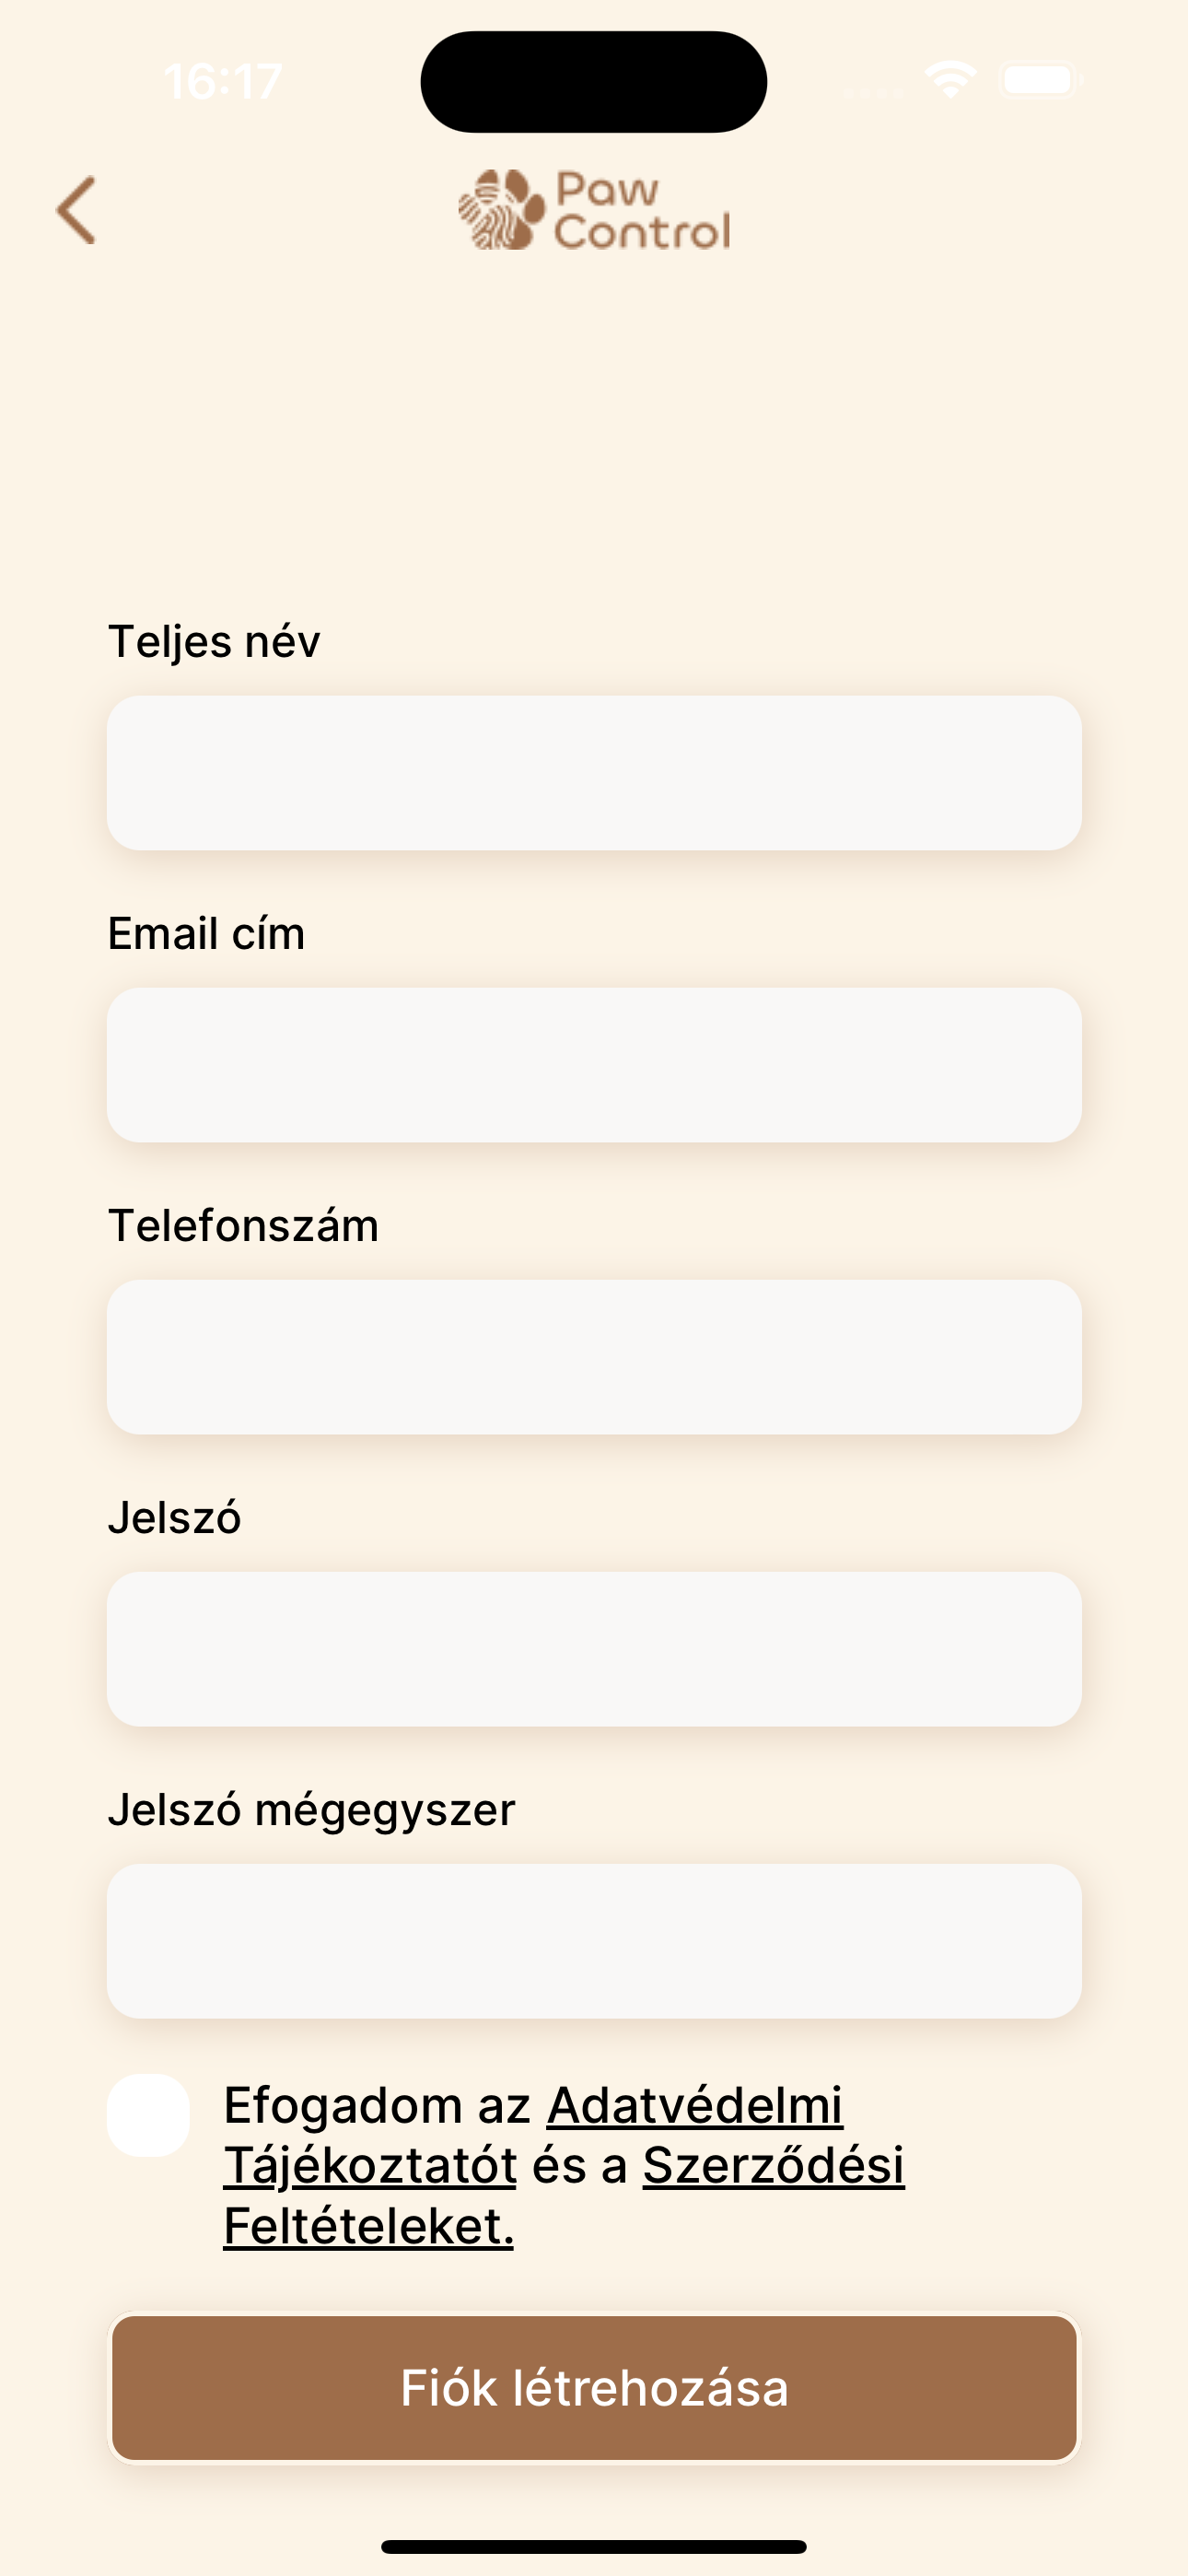 16:17
Paw
Control
Teljes név
Email cím
Telefonszám
Jelszó
Jelszó mégegyszer
Efogadom az Adatvédelmi
Tájékoztatót és a Szerződési
Feltételeket.
Fiók létrehozása